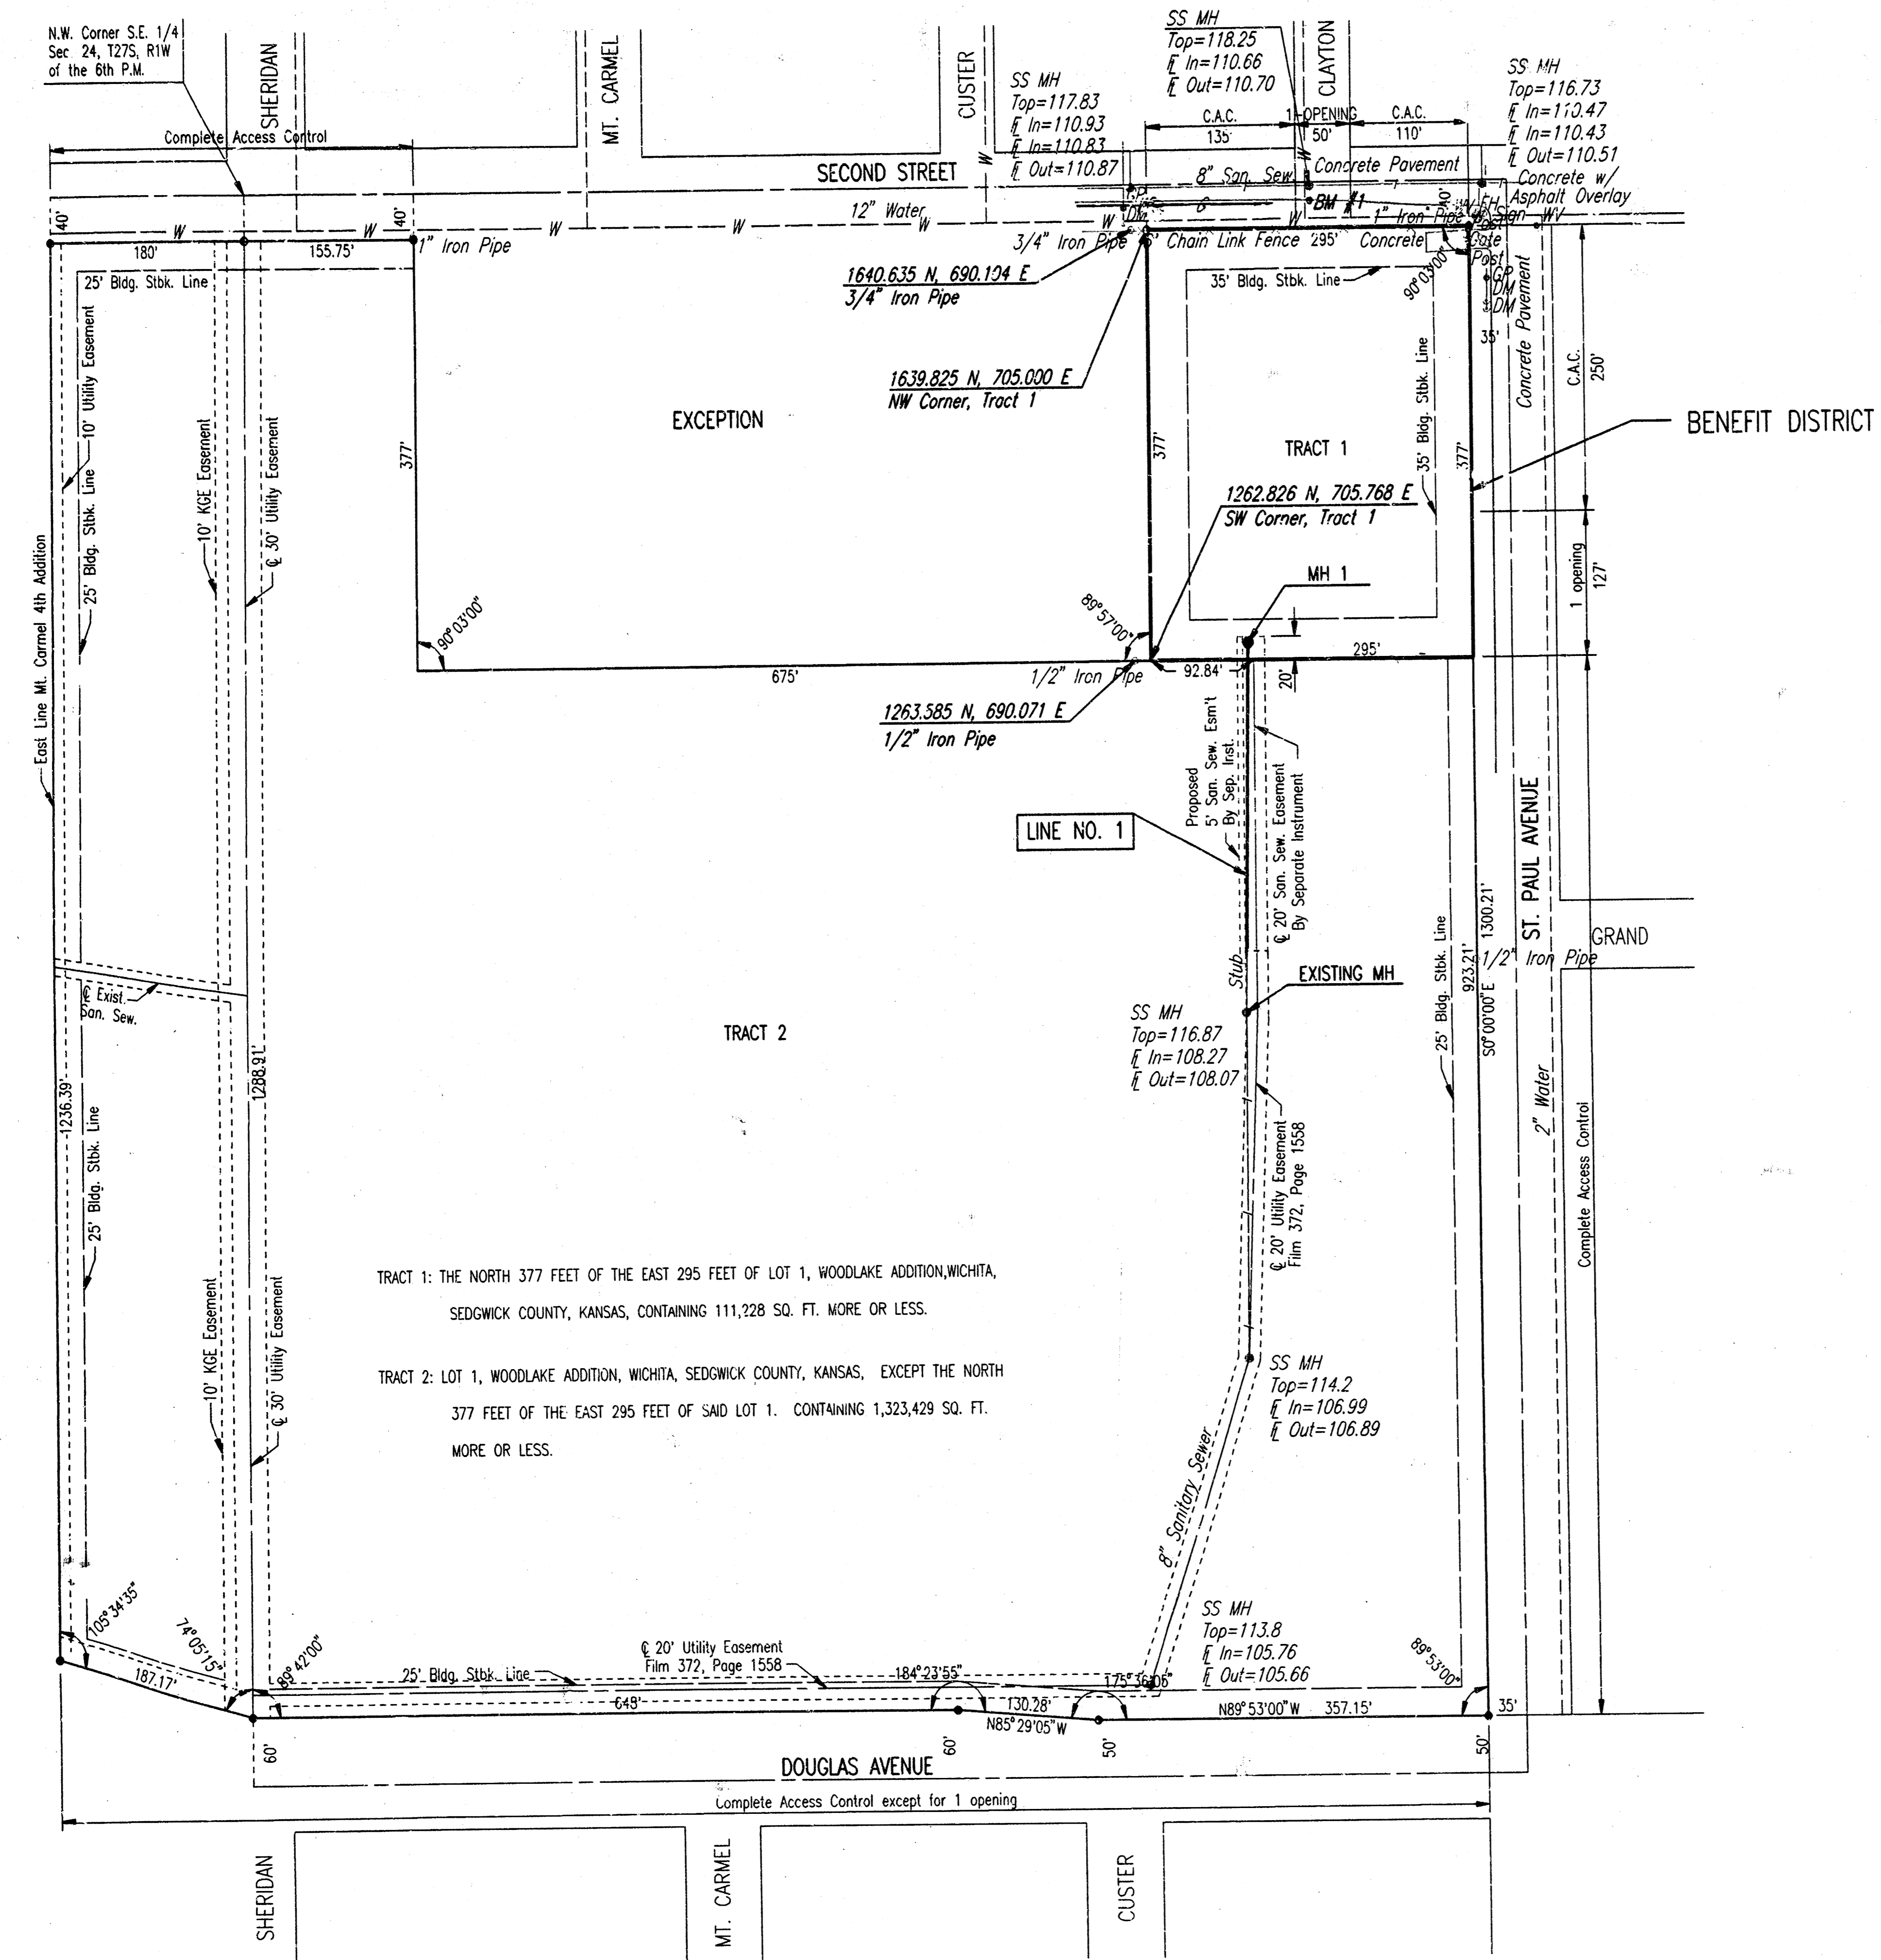 N.W. Corner S.E. 1/4
Sec. 24, T27S, R1W
of the 6th P.M.
SHERIDAN
MT. CARMEL
CUSTER
CLAYTON
SS MH
Top=118.25
FL In=110.66
FL Out=110.70
SS MH
Top=117.83
FL In=110.93
FL In=110.83
FL Out=110.87
SS MH
Top=116.73
FL In=110.47
FL In=110.43
FL Out=110.51
C.A.C.
135'
1 OPENING
50'
C.A.C.
110'
Complete Access Control
SECOND STREET
8" San. Sew.
Concrete Pavement
Concrete w/
Asphalt Overlay
BM #1
12" Water
W W W W W W W W W
40'
40'
180'
155.75'
1" Iron Pipe
3/4" Iron Pipe
6' Chain Link Fence 295'
Concrete
1" Iron Pipe
FH
Sign
WV
Gate
Post
GP
DM
DM
35'
90°03'00"
25' Bldg. Stbk. Line
1640.635 N, 690.104 E
3/4" Iron Pipe
35' Bldg. Stbk. Line
1639.825 N, 705.000 E
NW Corner, Tract 1
EXCEPTION
TRACT 1
35' Bldg. Stbk. Line
Concrete Pavement
C.A.C.
250'
BENEFIT DISTRICT
377'
377'
377'
1262.826 N, 705.768 E
SW Corner, Tract 1
MH 1
1 opening
127'
10' Utility Easement
25' Bldg. Stbk. Line
10' KGE Easement
℄ 30' Utility Easement
East Line Mt. Carmel 4th Addition
90°03'00"
89°57'00"
675'
1/2" Iron Pipe
92.84'
295'
20'
1263.585 N, 690.071 E
1/2" Iron Pipe
Proposed
5' San. Sew. Esm't
By Sep. Inst.
LINE NO. 1
℄ 20' San. Sew. Easement
By Separate Instrument
ST. PAUL AVENUE
GRAND
1/2" Iron Pipe
923.21'
S0°00'00"E 1300.21'
25' Bldg. Stbk. Line
Stub
EXISTING MH
℄ Exist.
San. Sew.
TRACT 2
SS MH
Top=116.87
FL In=108.27
FL Out=108.07
1236.39'
1288.91'
25' Bldg. Stbk. Line
℄ 20' Utility Easement
Film 372, Page 1558
2" Water
Complete Access Control
TRACT 1: THE NORTH 377 FEET OF THE EAST 295 FEET OF LOT 1, WOODLAKE ADDITION,WICHITA,
SEDGWICK COUNTY, KANSAS, CONTAINING 111,228 SQ. FT. MORE OR LESS.
TRACT 2: LOT 1, WOODLAKE ADDITION, WICHITA, SEDGWICK COUNTY, KANSAS, EXCEPT THE NORTH
377 FEET OF THE EAST 295 FEET OF SAID LOT 1. CONTAINING 1,323,429 SQ. FT.
MORE OR LESS.
10' KGE Easement
℄ 30' Utility Easement
SS MH
Top=114.2
FL In=106.99
FL Out=106.89
8" Sanitary Sewer
SS MH
Top=113.8
FL In=105.76
FL Out=105.66
105°34'35"
74°05'15"
89°42'00"
187.17'
25' Bldg. Stbk. Line
℄ 20' Utility Easement
Film 372, Page 1558
184°23'55"
175°36'05"
89°53'00"
648'
130.28'
N85°29'05"W
N89°53'00"W 357.15'
35'
60'
60'
50'
50'
DOUGLAS AVENUE
Complete Access Control except for 1 opening
SHERIDAN
MT. CARMEL
CUSTER